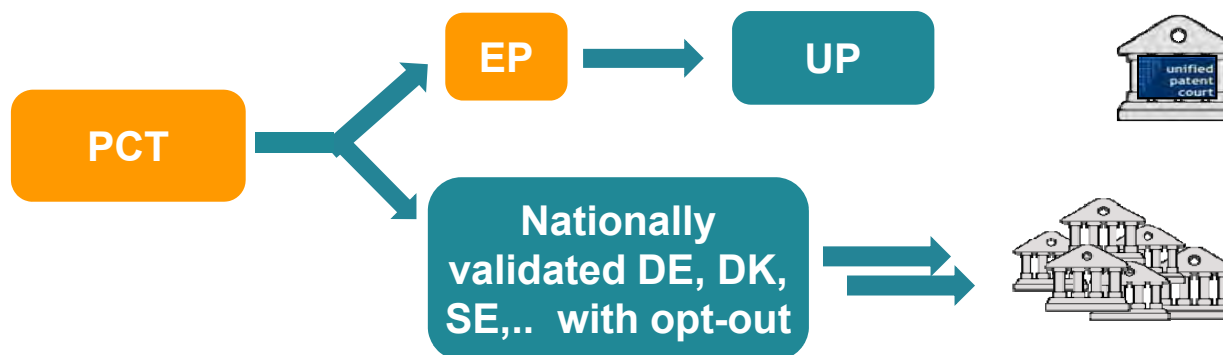 EP
UP
unified
patent
court
PCT
Nationally
validated DE, DK,
SE,.. with opt-out